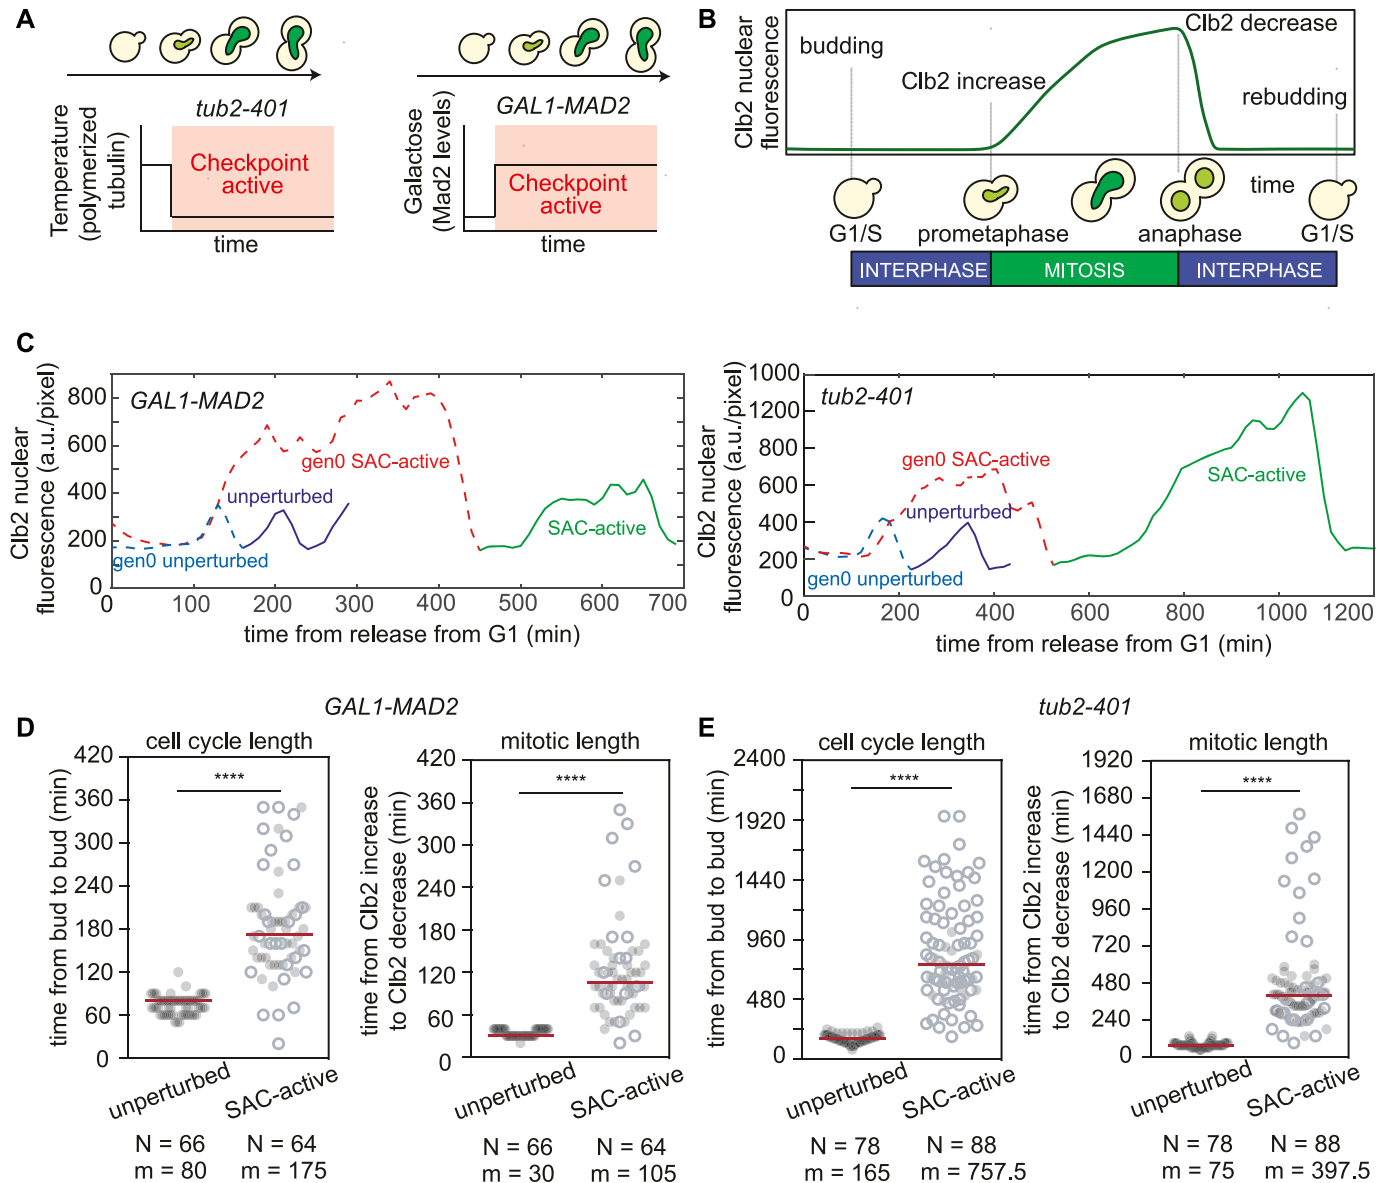 A
tub2-401
Temperature
(polymerized
tubulin)
Checkpoint
active
time
GAL1-MAD2
Galactose
(Mad2 levels)
Checkpoint
active
time
B
Clb2 nuclear
fluorescence
budding
Clb2 increase
Clb2 decrease
rebudding
time
G1/S
prometaphase
anaphase
G1/S
INTERPHASE
MITOSIS
INTERPHASE
C
Clb2 nuclear
fluorescence (a.u./pixel)
GAL1-MAD2
800
600
400
200
0
gen0 SAC-active
unperturbed
gen0 unperturbed
SAC-active
0 100 200 300 400 500 600 700
time from release from G1 (min)
Clb2 nuclear
fluorescence (a.u./pixel)
tub2-401
1000
1200
800
600
400
200
0
gen0 SAC-active
unperturbed
gen0 unperturbed
SAC-active
0 200 400 600 800 1000 1200
time from release from G1 (min)
GAL1-MAD2
D
cell cycle length
time from bud to bud (min)
420
360
300
240
180
120
60
0
****
unperturbed
SAC-active
N = 66
m = 80
N = 64
m = 175
mitotic length
time from Clb2 increase
to Clb2 decrease (min)
420
360
300
240
180
120
60
0
****
unperturbed
SAC-active
N = 66
m = 30
N = 64
m = 105
tub2-401
E
cell cycle length
time from bud to bud (min)
2400
1920
1440
960
480
0
****
unperturbed
SAC-active
N = 78
m = 165
N = 88
m = 757.5
mitotic length
time from Clb2 increase
to Clb2 decrease (min)
1920
1680
1440
1200
960
720
480
240
0
****
unperturbed
SAC-active
N = 78
m = 75
N = 88
m = 397.5